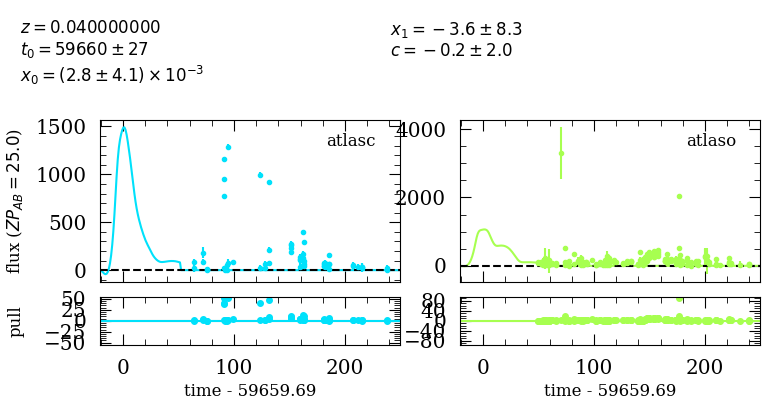 z = 0.040000000
t₀ = 59660 ± 27
x₀ = (2.8 ± 4.1) × 10⁻³
x₁ = −3.6 ± 8.3
c = −0.2 ± 2.0
flux (ZP_AB = 25.0)
1500
1000
500
0
atlasc
4000
2000
0
atlaso
pull
50
25
0
−25
−50
80
40
0
−40
−80
0 100 200
0 100 200
time - 59659.69
time - 59659.69